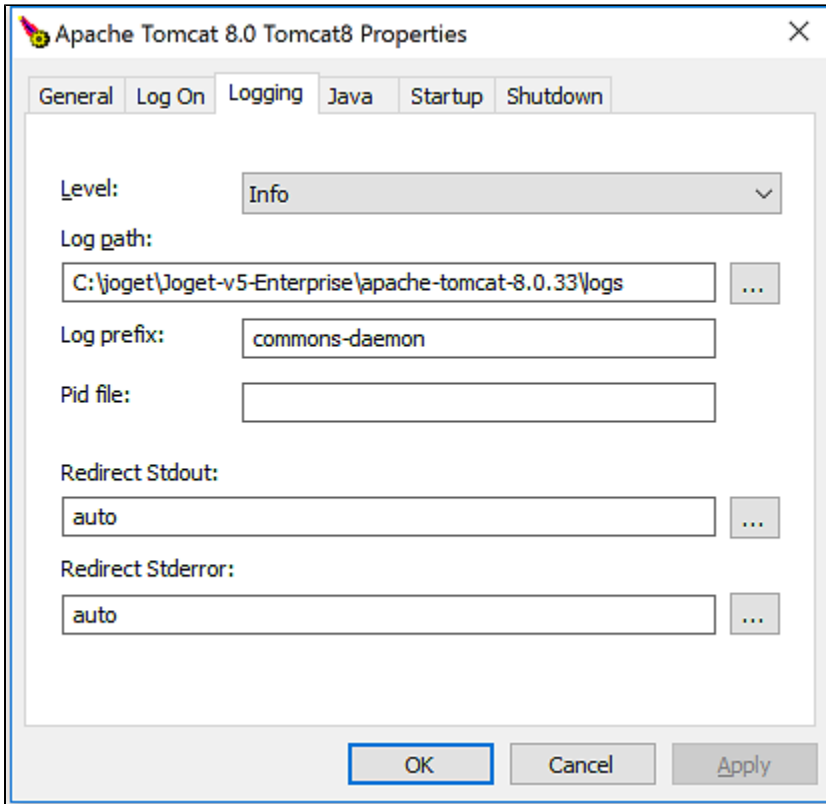 Apache Tomcat 8.0 Tomcat8 Properties
General Log On Logging Java Startup Shutdown
Level: Info
Log path:
C:\joget\Joget-v5-Enterprise\apache-tomcat-8.0.33\logs ...
Log prefix: commons-daemon
Pid file:
Redirect Stdout:
auto ...
Redirect Stderror:
auto ...
OK Cancel Apply